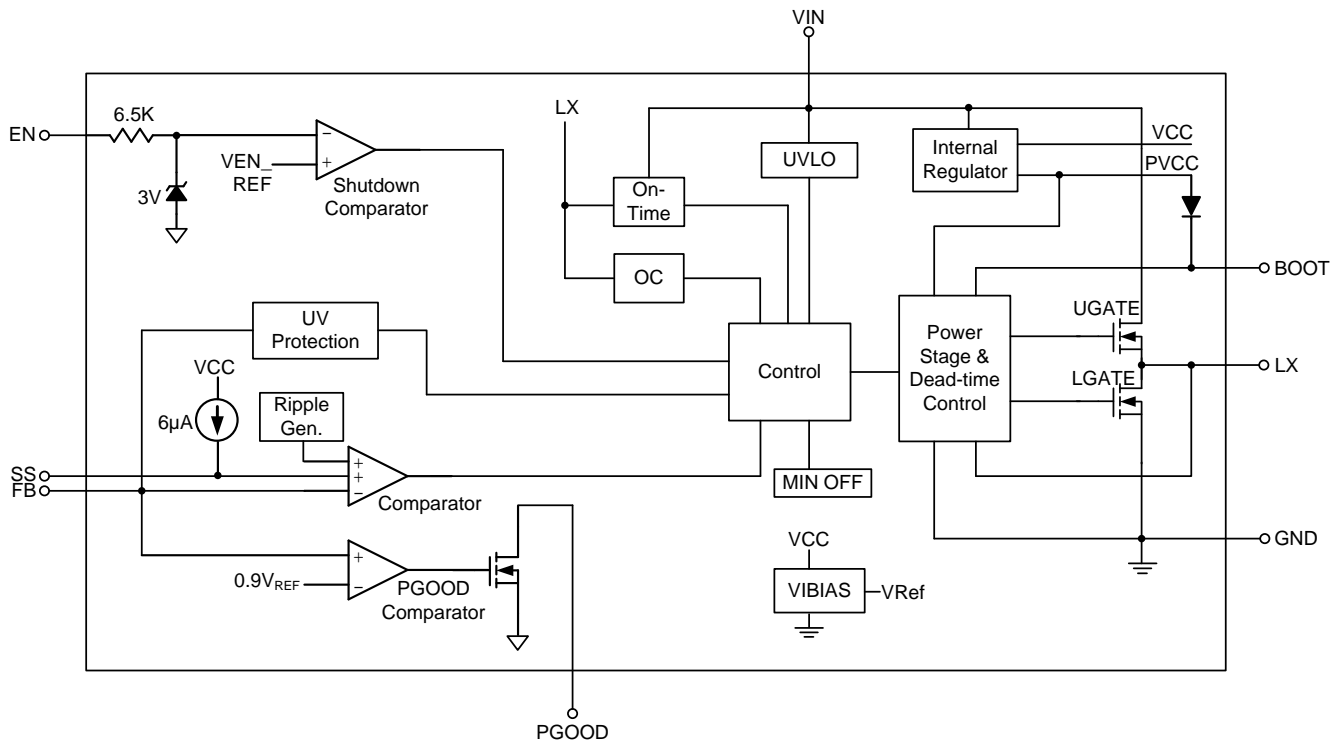 VIN
EN
6.5K
VEN_
REF
3V
Shutdown
Comparator
LX
On-
Time
UVLO
Internal
Regulator
VCC
PVCC
OC
BOOT
UV
Protection
Control
Power
Stage &
Dead-time
Control
UGATE
LX
LGATE
VCC
6µA
Ripple
Gen.
SS
FB
Comparator
MIN OFF
0.9VREF
PGOOD
Comparator
VCC
VIBIAS
VRef
GND
PGOOD